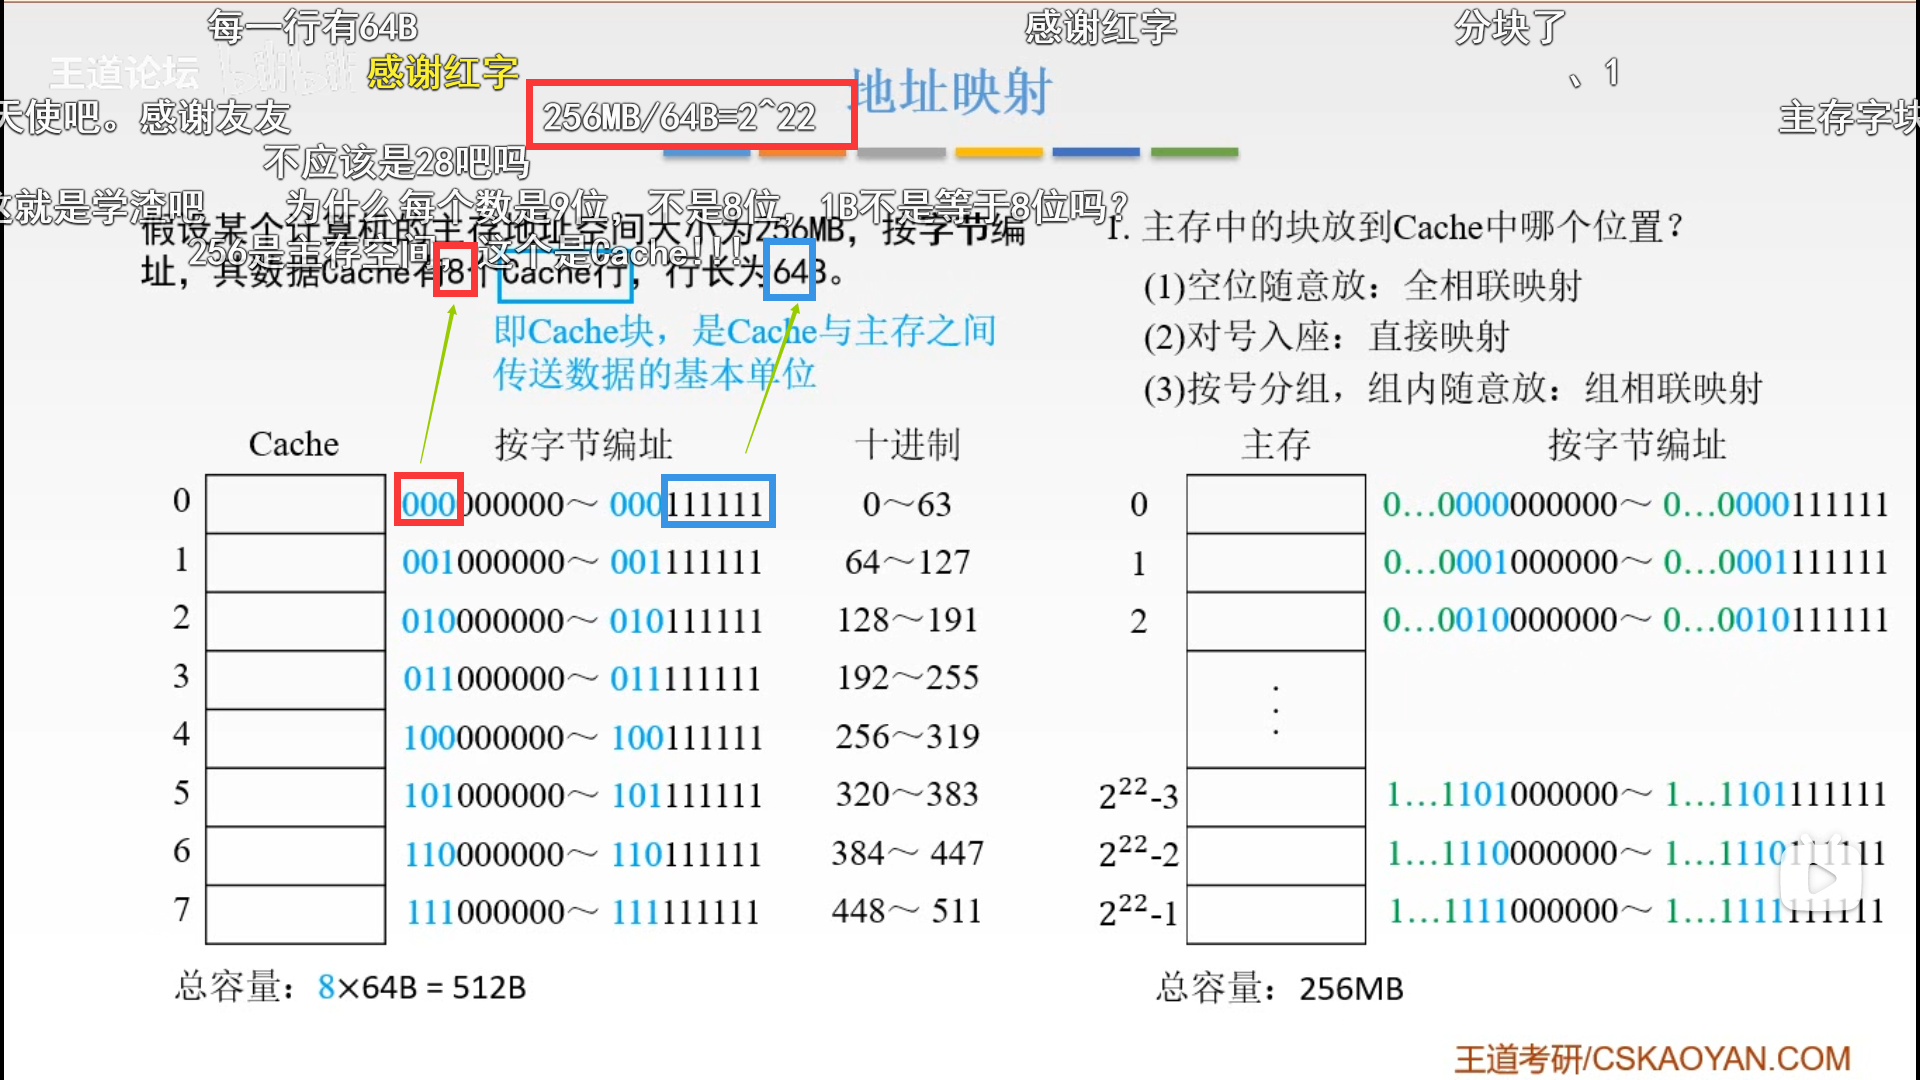 每一行有64B
感谢红字
分块了
王道论坛
感谢红字
、1
地址映射
256MB/64B=2^22
天使吧。感谢友友
主存字块
不应该是28吧吗
这就是学渣吧
为什么每个数是9位，不是8位，1B不是等于8位吗？
假设某个计算机的主存地址空间大小为256MB，按字节编
256是主存空间，这个是Cache!!!
址，其数据Cache有8个Cache行，行长为64B。
即Cache块，是Cache与主存之间
传送数据的基本单位
1. 主存中的块放到Cache中哪个位置？
(1)空位随意放：全相联映射
(2)对号入座：直接映射
(3)按号分组，组内随意放：组相联映射
Cache 按字节编址 十进制
0 000000000～ 000111111 0～63
1 001000000～ 001111111 64～127
2 010000000～ 010111111 128～191
3 011000000～ 011111111 192～255
4 100000000～ 100111111 256～319
5 101000000～ 101111111 320～383
6 110000000～ 110111111 384～ 447
7 111000000～ 111111111 448～ 511
总容量：8×64B = 512B
主存 按字节编址
0 0…0000000000～ 0…0000111111
1 0…0001000000～ 0…0001111111
2 0…0010000000～ 0…0010111111
⋮
2²²-3 1…1101000000～ 1…1101111111
2²²-2 1…1110000000～ 1…1110111111
2²²-1 1…1111000000～ 1…1111111111
总容量：256MB
王道考研/CSKAOYAN.COM